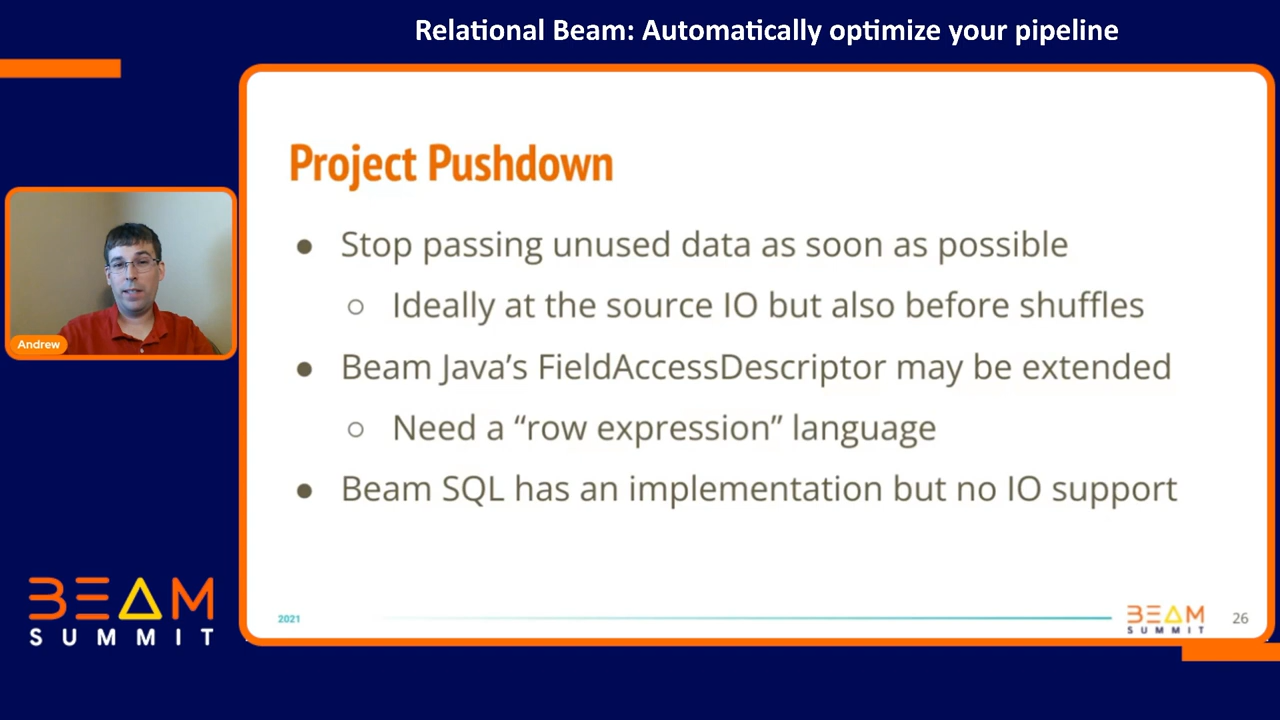 Relational Beam: Automatically optimize your pipeline
Project Pushdown
● Stop passing unused data as soon as possible
○ Ideally at the source IO but also before shuffles
● Beam Java’s FieldAccessDescriptor may be extended
○ Need a “row expression” language
● Beam SQL has an implementation but no IO support
Andrew
BEAM
SUMMIT
2021
BEAM
SUMMIT
26